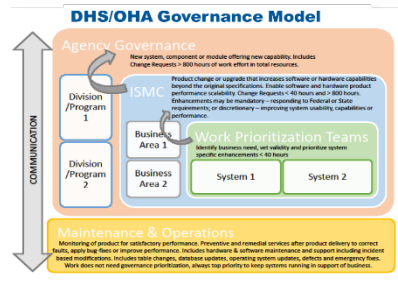 DHS/OHA Governance Model
Agency Governance
New system, component or module offering new capability. Includes
Change Requests > 800 hours of work effort in total resources.
COMMUNICATION
Division
/Program
1
ISMC
Product change or upgrade that increases software or hardware capabilities
beyond the original specifications. Enable software and hardware product
performance scalability. Change Requests < 40 hours and > 800 hours.
Enhancements may be mandatory – responding to Federal or State
requirements; or discretionary – improving system usability, capabilities or
performance.
Business
Area 1
Work Prioritization Teams
Identify business need, vet validity and prioritize system
specific enhancements < 40 hours
Division
/Program
2
Business
Area 2
System 1
System 2
Maintenance & Operations
Monitoring of product for satisfactory performance. Preventive and remedial services after product delivery to correct
faults, apply bug-fixes or improve performance. Includes hardware & software maintenance and support including incident
based modifications. Includes table changes, database updates, operating system updates, defects and emergency fixes.
Work does not need governance prioritization, always top priority to keep systems running in support of business.